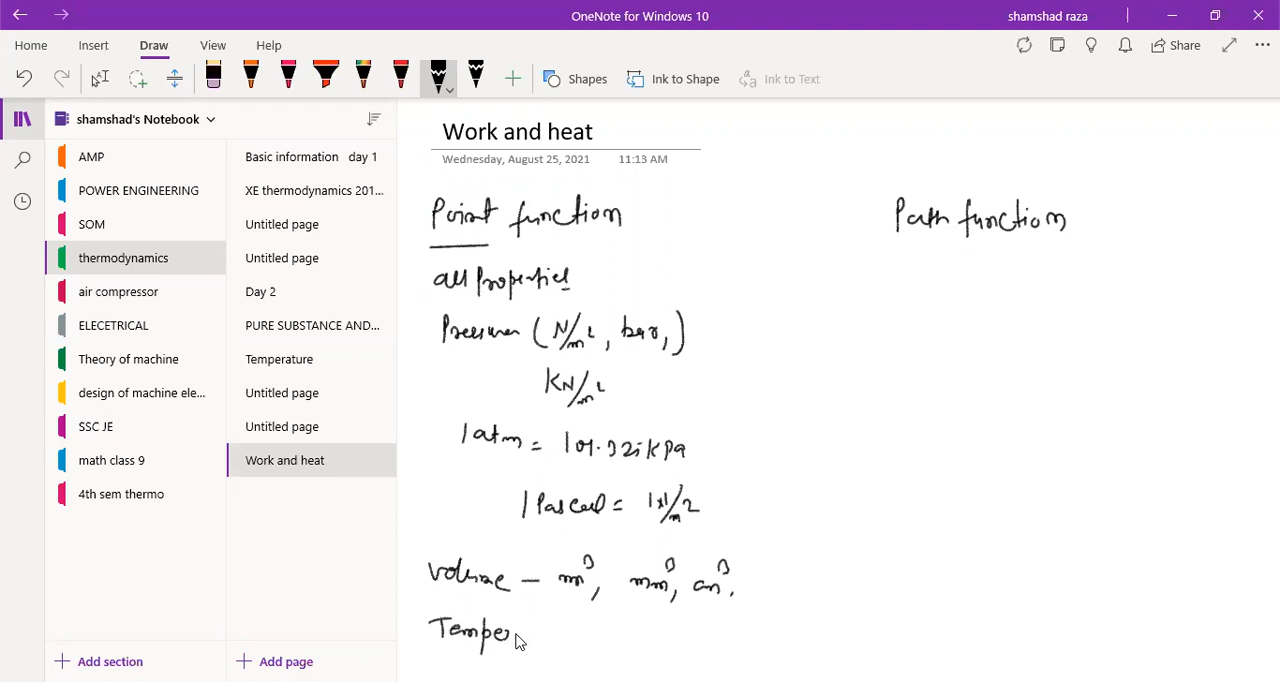 OneNote for Windows 10
shamshad raza
Home Insert Draw View Help
Share
Shapes Ink to Shape Ink to Text
shamshad's Notebook
AMP
POWER ENGINEERING
SOM
thermodynamics
air compressor
ELECETRICAL
Theory of machine
design of machine ele...
SSC JE
math class 9
4th sem thermo
Add section
Basic information day 1
XE thermodynamics 201...
Untitled page
Untitled page
Day 2
PURE SUBSTANCE AND...
Temperature
Untitled page
Untitled page
Work and heat
Add page
Work and heat
Wednesday, August 25, 2021 11:13 AM
Point function
Path function
all Properties
Pressure (N/m2, bar,)
KN/m2
1 atm = 101.325 kPa
1 Pascal = 1N/m2
Volume - m3, mm3, cm3.
Temper